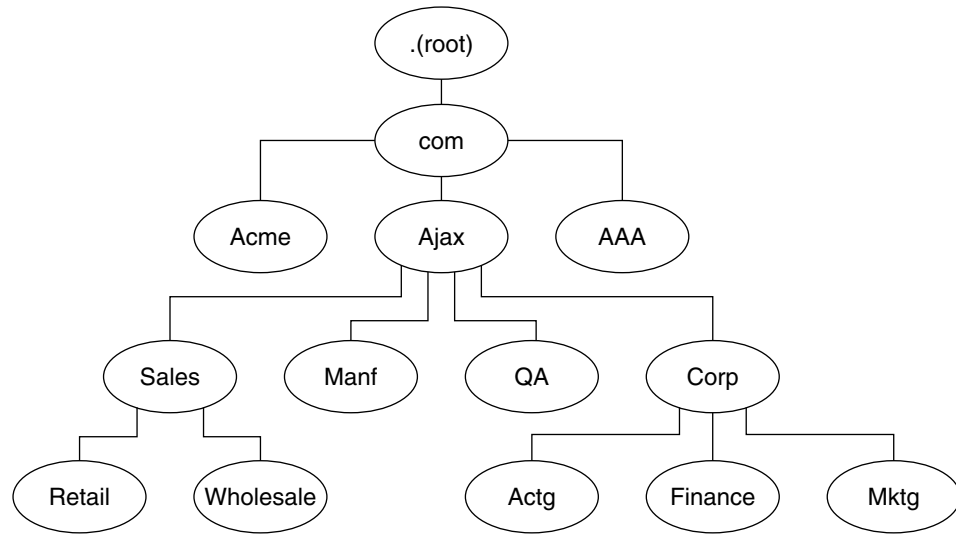 .(root)
com
Acme
Ajax
AAA
Sales
Manf
QA
Corp
Retail
Wholesale
Actg
Finance
Mktg